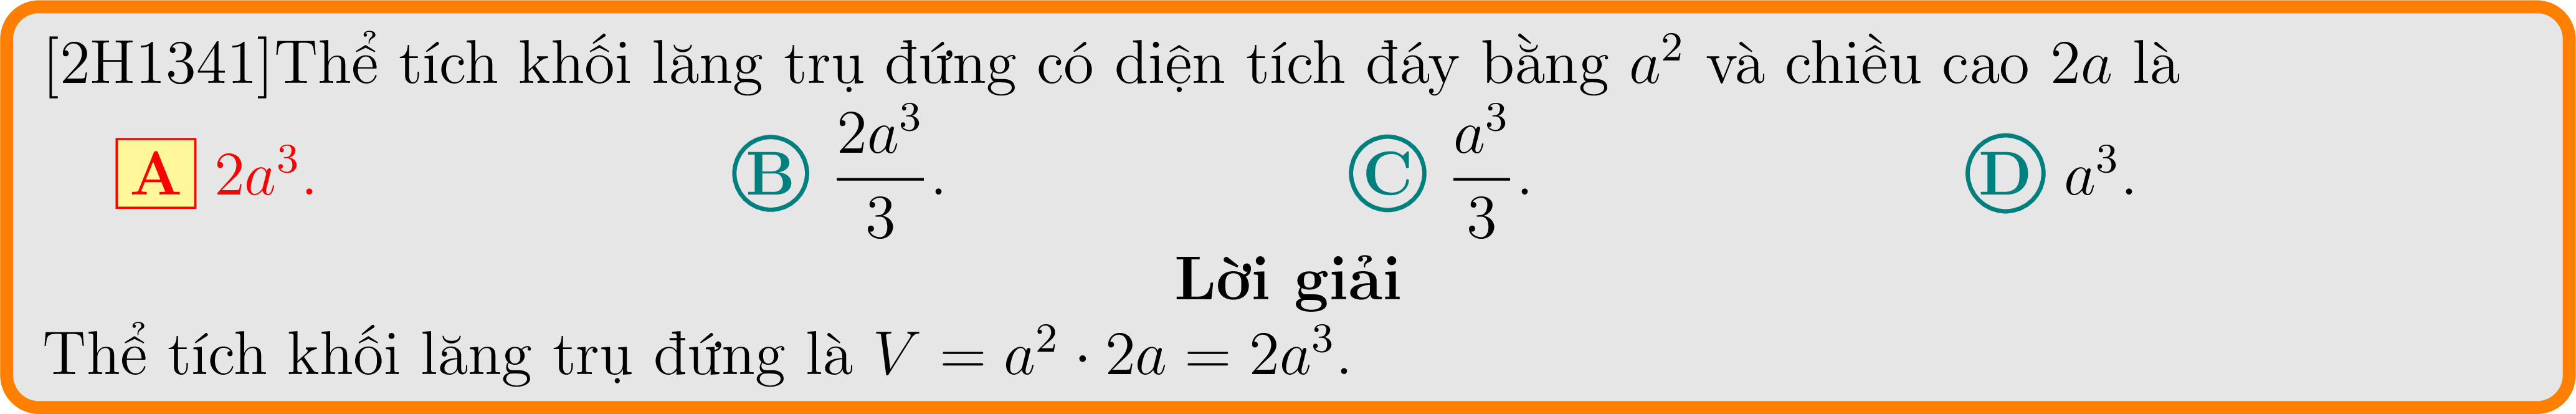 [2H1341]Thể tích khối lăng trụ đứng có diện tích đáy bằng a² và chiều cao 2a là
A 2a³. B 2a³/3. C a³/3. D a³.
Lời giải
Thể tích khối lăng trụ đứng là V = a² · 2a = 2a³.